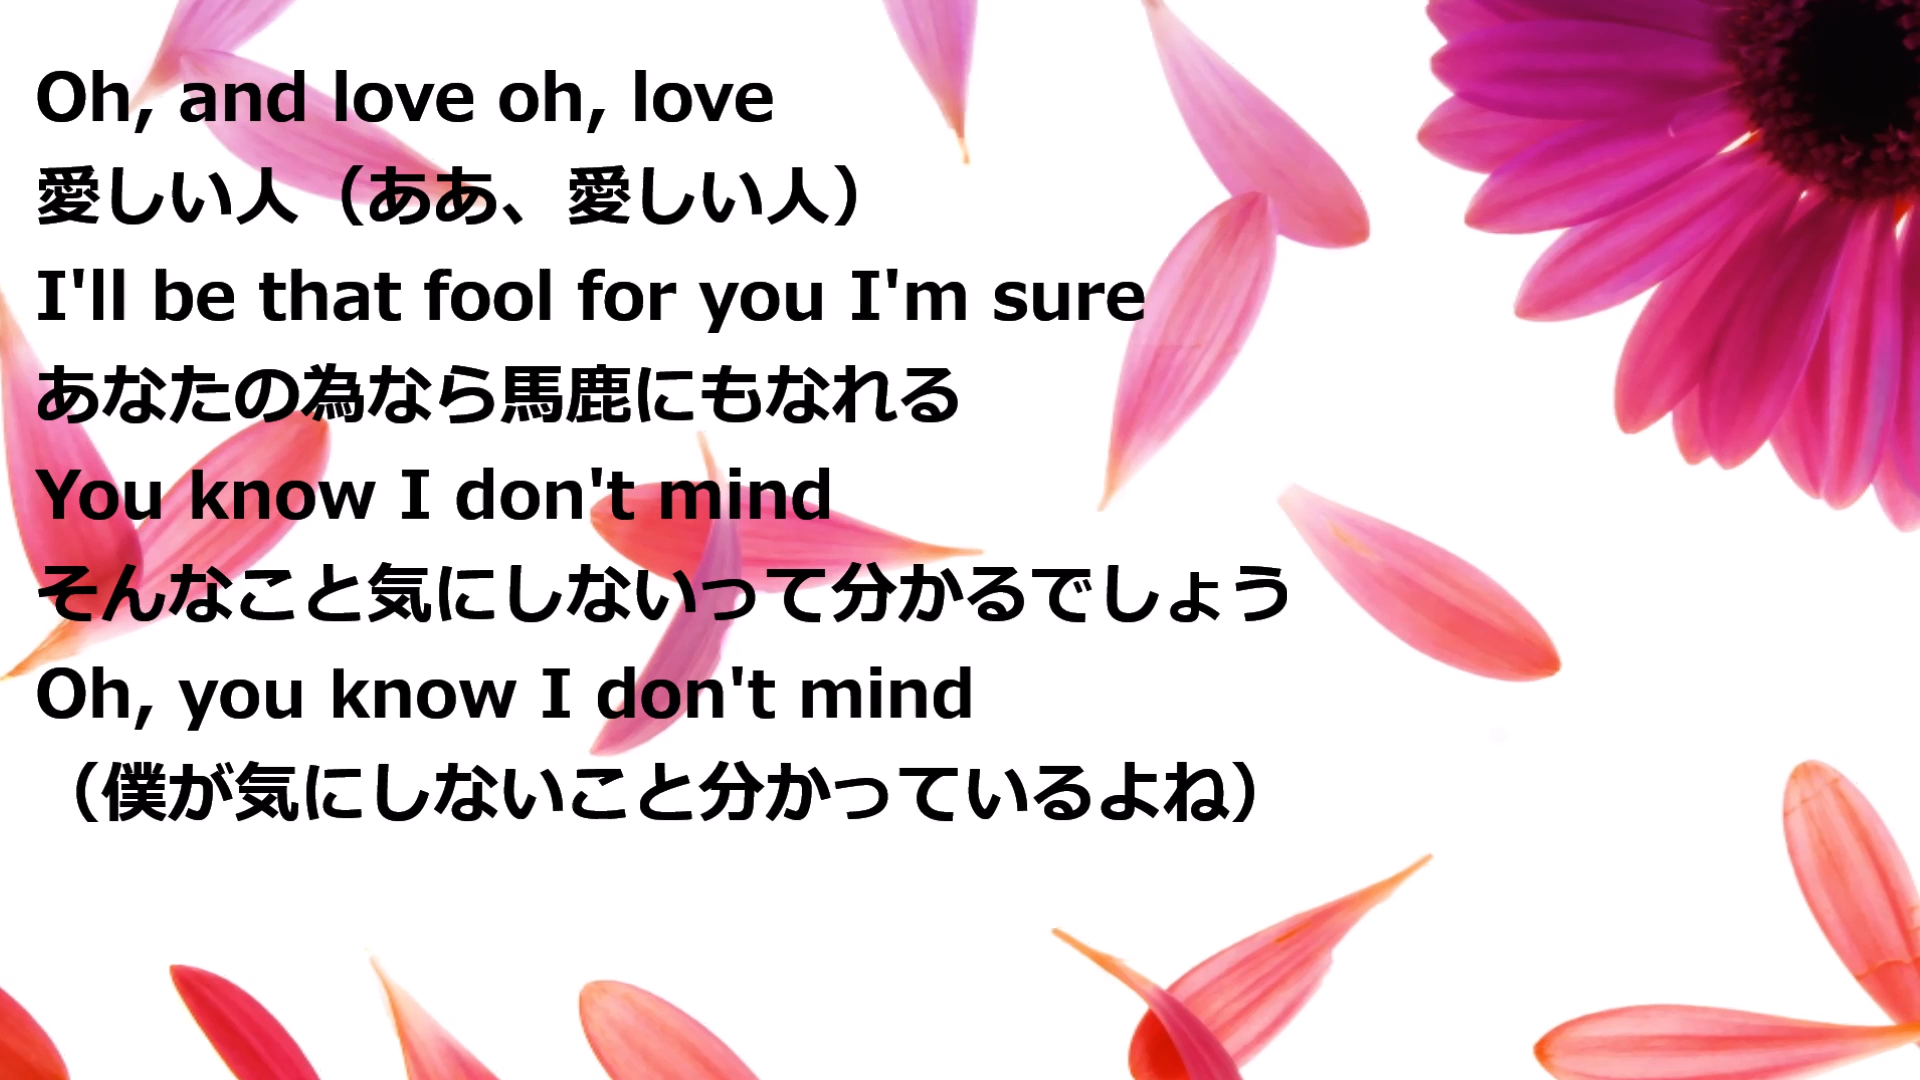 Oh, and love oh, love
愛しい人（ああ、愛しい人）
I'll be that fool for you I'm sure
あなたの為なら馬鹿にもなれる
You know I don't mind
そんなこと気にしないって分かるでしょう
Oh, you know I don't mind
（僕が気にしないこと分かっているよね）